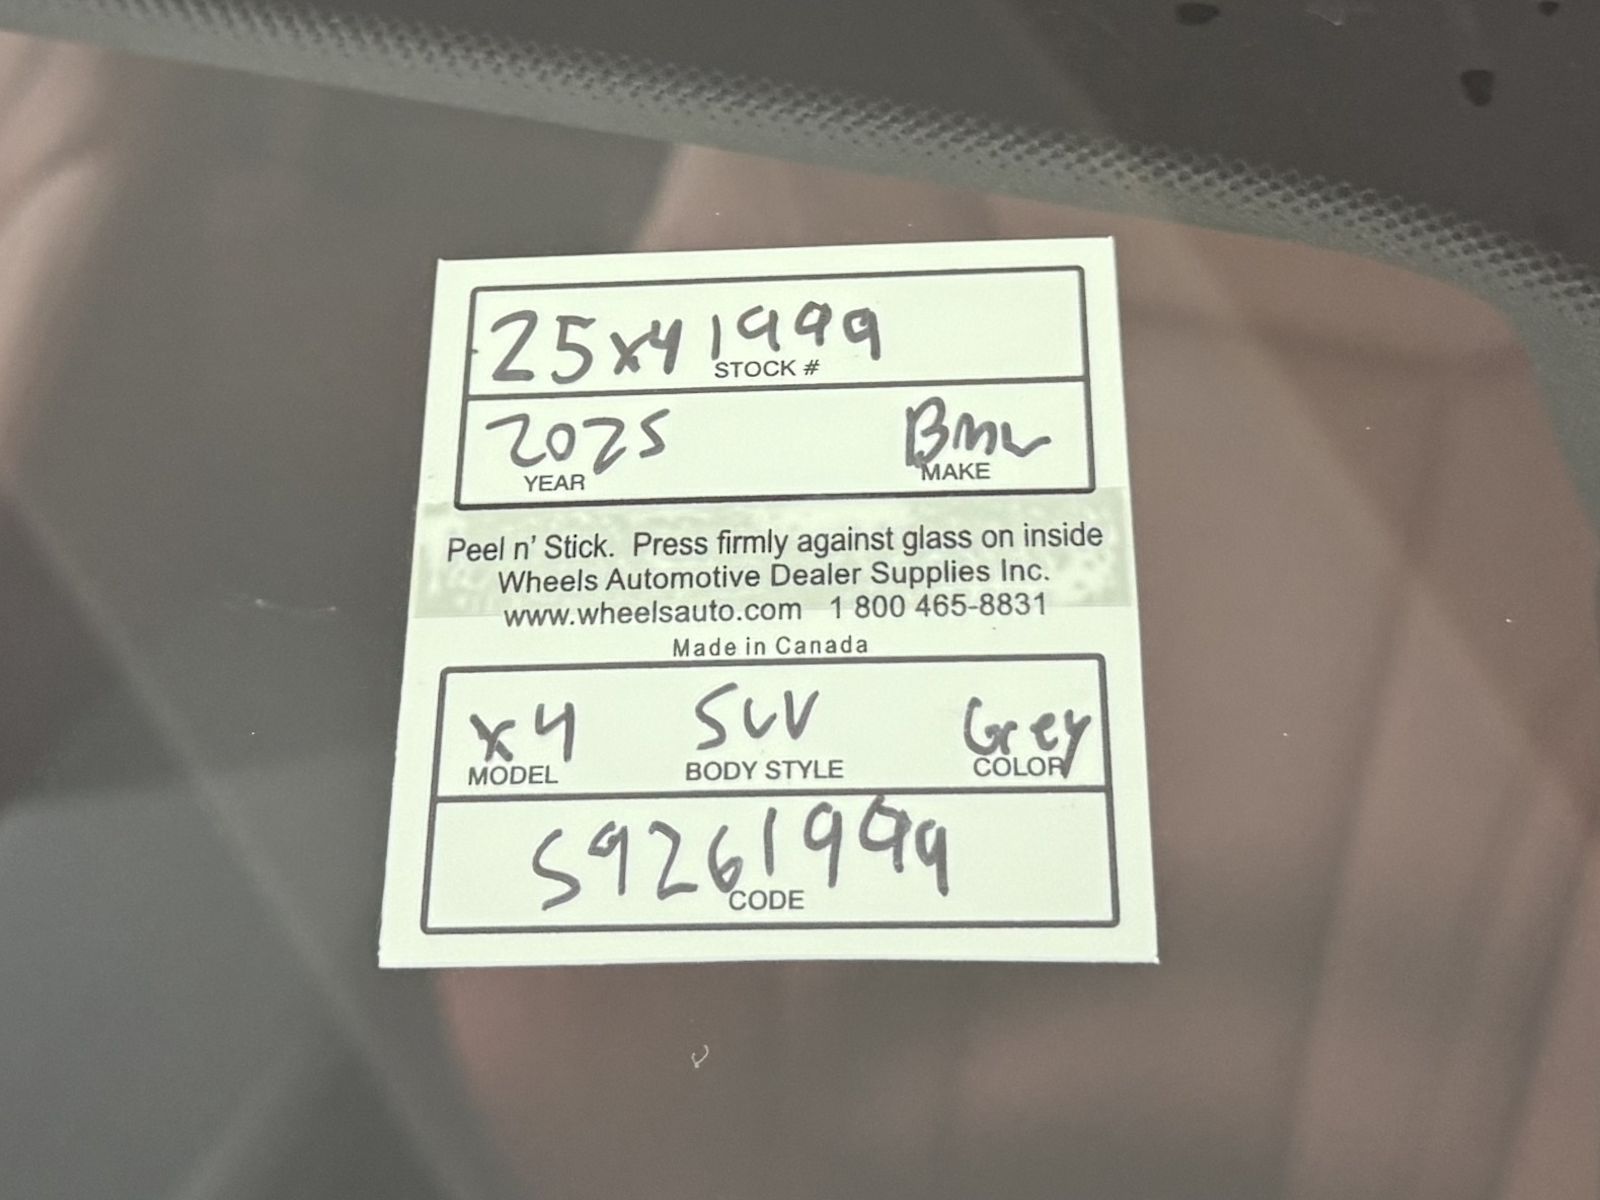 25x41999
STOCK #
2025 Bmw
YEAR MAKE
Peel n' Stick. Press firmly against glass on inside
Wheels Automotive Dealer Supplies Inc.
www.wheelsauto.com 1 800 465-8831
Made in Canada
x4 SUV Grey
MODEL BODY STYLE COLOR
S9261999
CODE